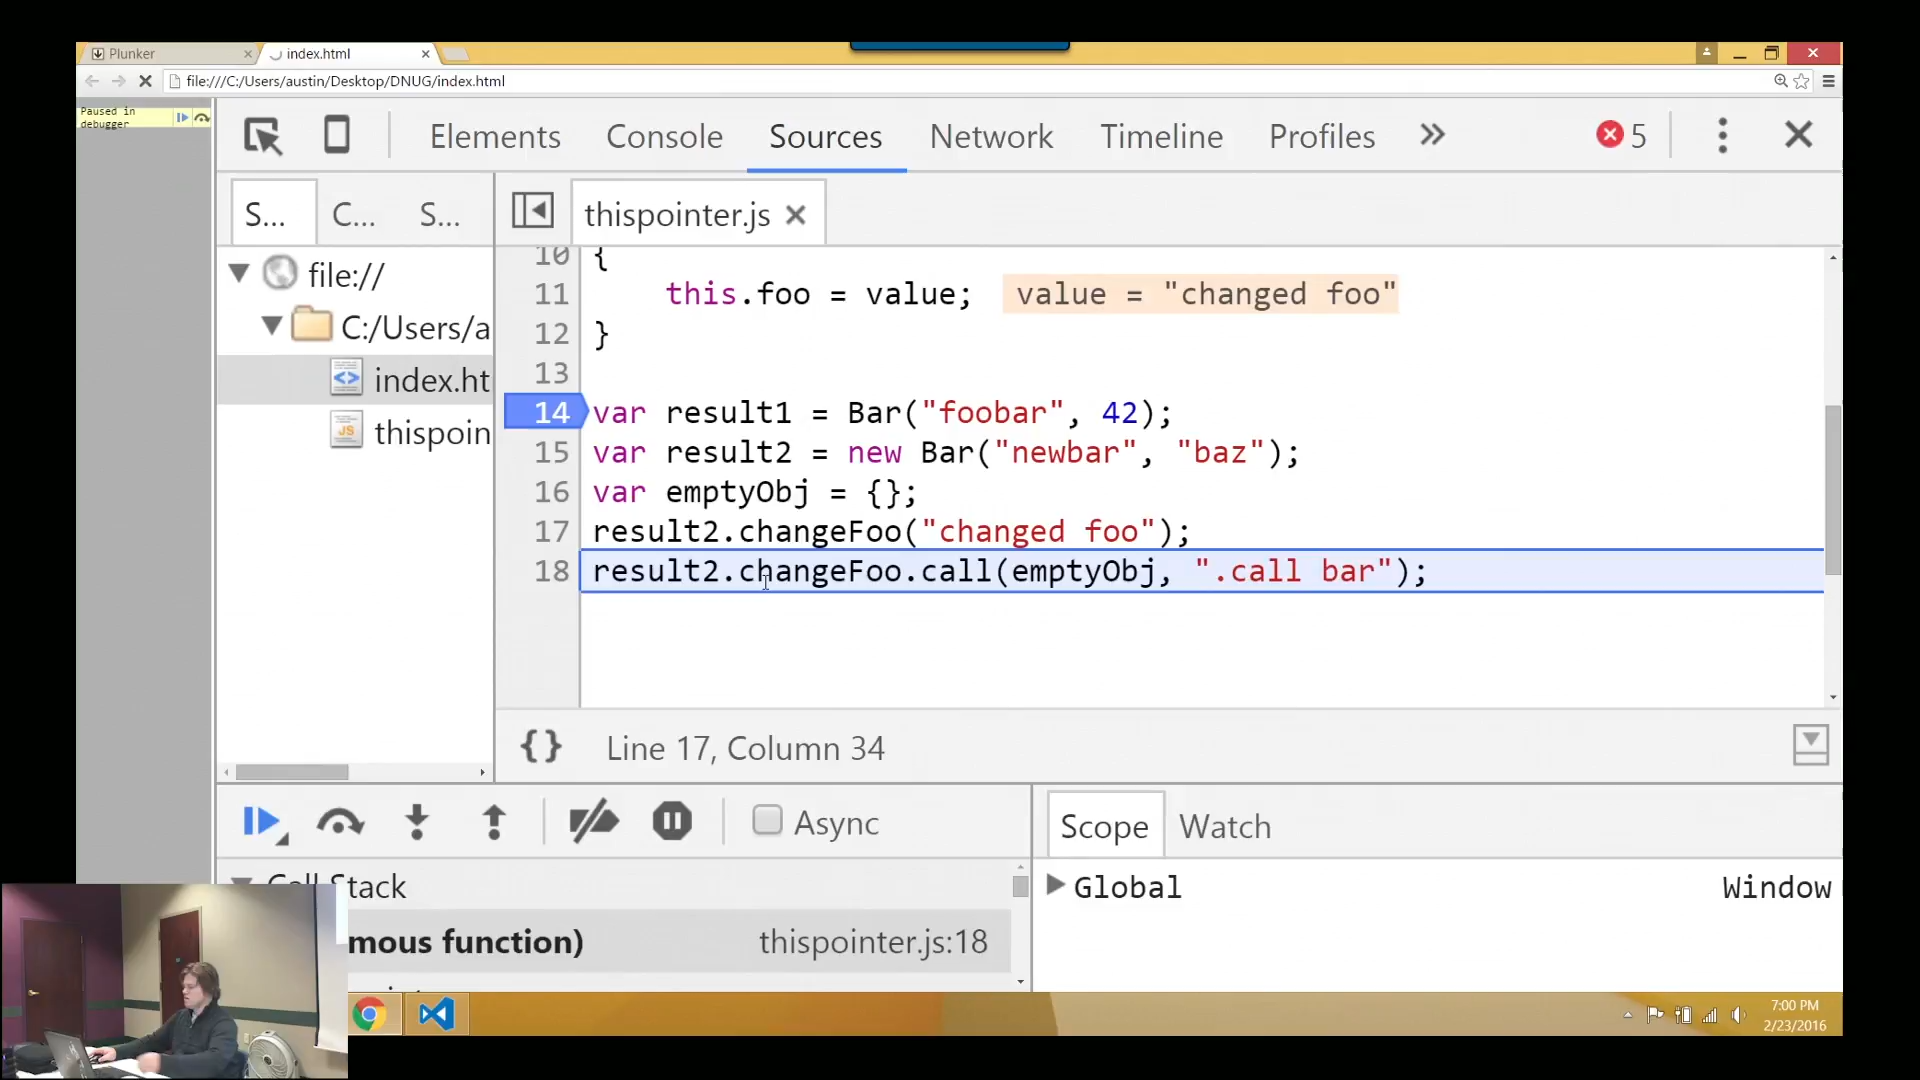 Plunker
index.html
file:///C:/Users/austin/Desktop/DNUG/index.html
Paused in
debugger
Elements Console Sources Network Timeline Profiles » 5
S... C... S...
thispointer.js
file://
C:/Users/a
index.ht
thispoin
10 {
11 this.foo = value; value = "changed foo"
12 }
13
14 var result1 = Bar("foobar", 42);
15 var result2 = new Bar("newbar", "baz");
16 var emptyObj = {};
17 result2.changeFoo("changed foo");
18 result2.changeFoo.call(emptyObj, ".call bar");
{} Line 17, Column 34
Async
Scope Watch
Call Stack
Global Window
mous function) thispointer.js:18
7:00 PM
2/23/2016